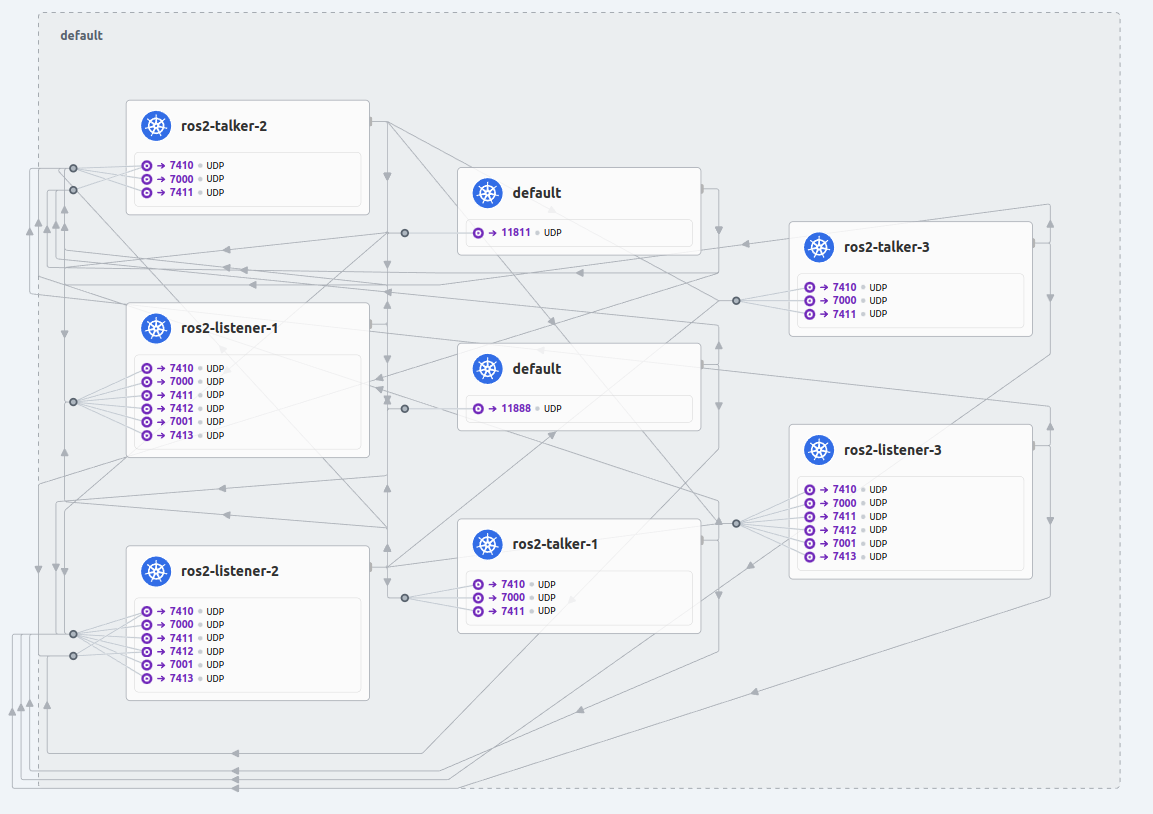 default
ros2-talker-2
7410 UDP
7000 UDP
7411 UDP
default
11811 UDP
ros2-talker-3
7410 UDP
7000 UDP
7411 UDP
ros2-listener-1
7410 UDP
7000 UDP
7411 UDP
7412 UDP
7001 UDP
7413 UDP
default
11888 UDP
ros2-listener-3
7410 UDP
7000 UDP
7411 UDP
7412 UDP
7001 UDP
7413 UDP
ros2-listener-2
7410 UDP
7000 UDP
7411 UDP
7412 UDP
7001 UDP
7413 UDP
ros2-talker-1
7410 UDP
7000 UDP
7411 UDP